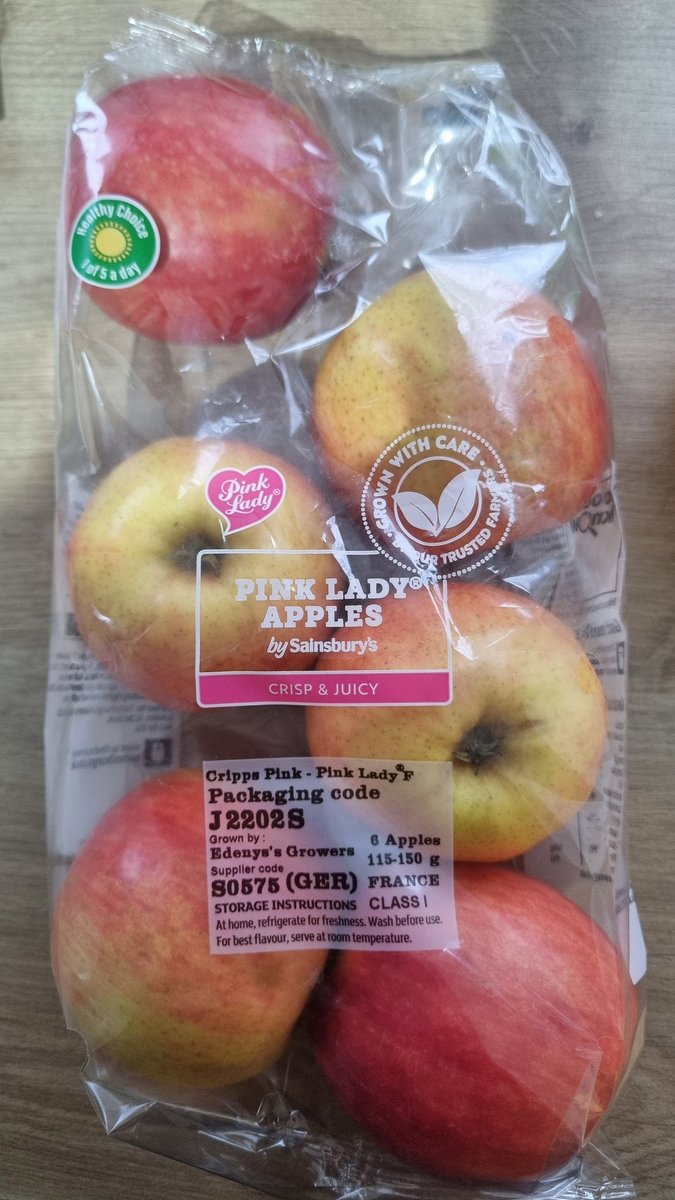 Healthy Choice
1 of 5 a day
Pink
Lady®
GROWN WITH CARE •
OUR TRUSTED
PINK LADY®
APPLES
by Sainsbury's
CRISP & JUICY
Cripps Pink - Pink Lady®F
Packaging code
J2202S
Grown by :
Edenys's Growers
6 Apples
115-150 g
Supplier code
S0575 (GER)
FRANCE
STORAGE INSTRUCTIONS
CLASS I
At home, refrigerate for freshness. Wash before use.
For best flavour, serve at room temperature.